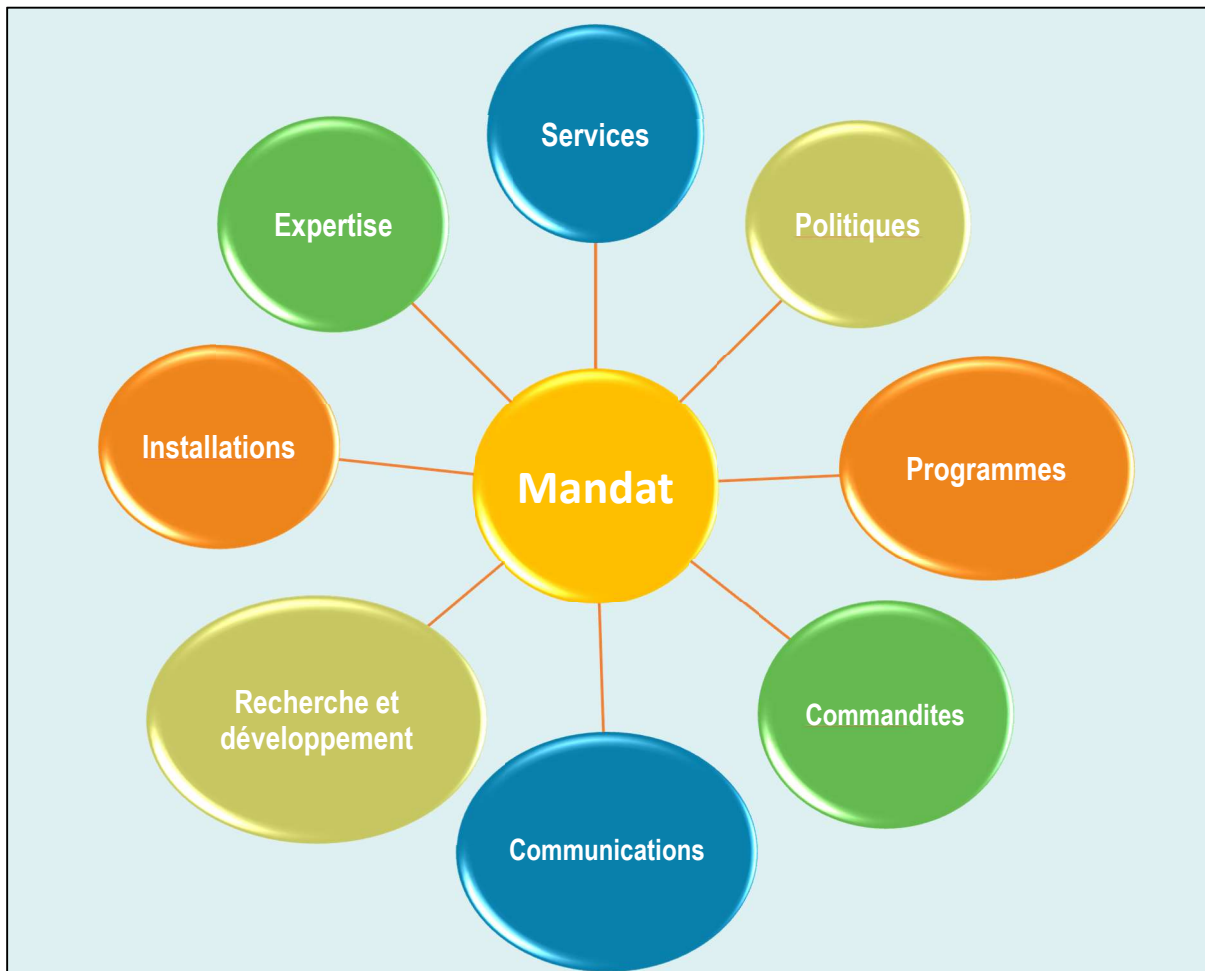 Services
Expertise
Politiques
Installations
Programmes
Mandat
Recherche et
développement
Commandites
Communications